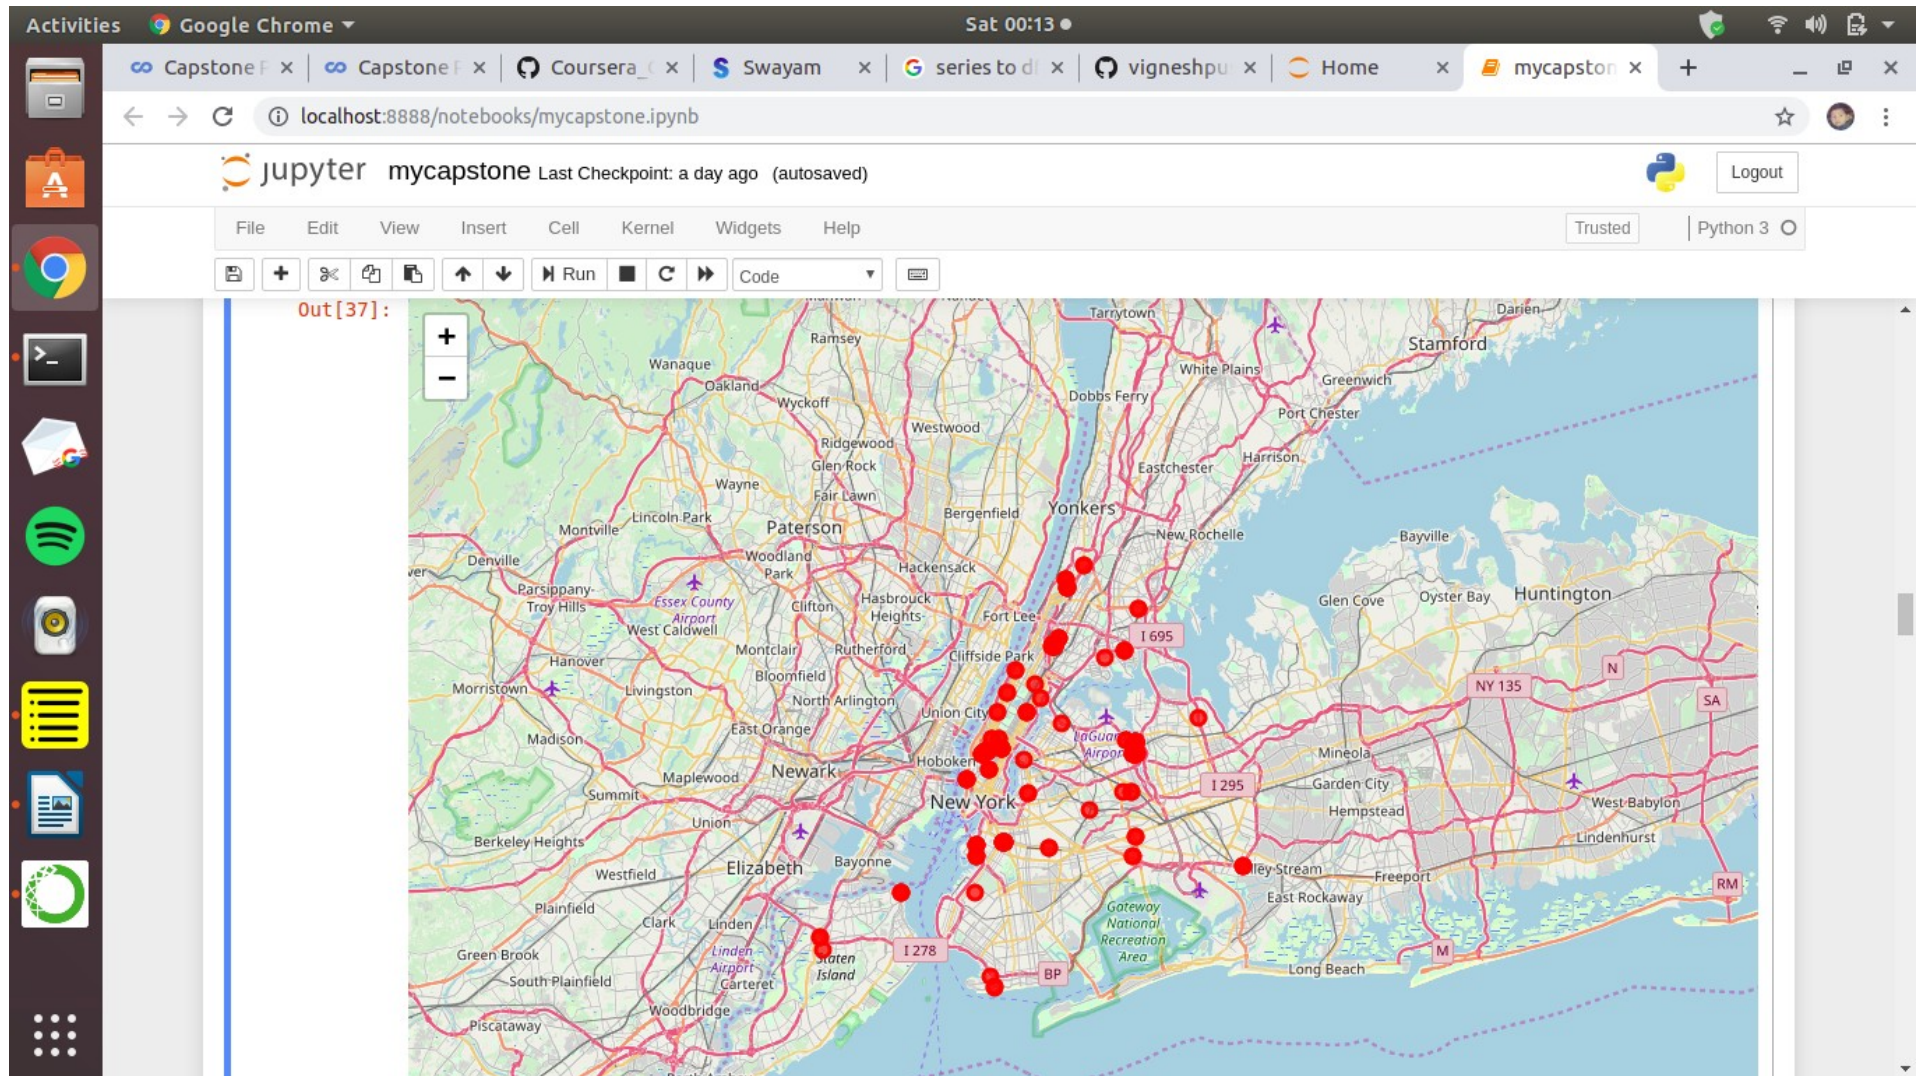 Activities Google Chrome Sat 00:13
Capstone Capstone Coursera_ Swayam series to vigneshpu Home mycapston
localhost:8888/notebooks/mycapstone.ipynb
jupyter mycapstone Last Checkpoint: a day ago (autosaved) Logout
File Edit View Insert Cell Kernel Widgets Help Trusted Python 3
Run Code
Out[37]:
+
−
Tarrytown
Darien
Ramsey
Stamford
Wanaque
White Plains
Oakland
Greenwich
Dobbs Ferry
Wyckoff
Port Chester
Westwood
Ridgewood
Harrison
Glen Rock
Eastchester
Wayne
Fair Lawn
Yonkers
Bergenfield
Lincoln Park
Paterson
Montville
New Rochelle
Bayville
Woodland
Park
Denville
Hackensack
Parsippany-
Troy Hills
Essex County
Airport
Clifton
Hasbrouck
Heights
Glen Cove
Oyster Bay
Huntington
West Caldwell
Fort Lee
I 695
Montclair
Rutherford
Cliffside Park
Hanover
Bloomfield
N
Morristown
Livingston
North Arlington
NY 135
SA
Union City
East Orange
Madison
Mineola
Hoboken
Maplewood
Newark
I 295
Garden City
Summit
New York
West Babylon
Hempstead
Union
Berkeley Heights
Lindenhurst
Elizabeth
Bayonne
Westfield
Freeport
RM
East Rockaway
Plainfield
Gateway
National
Recreation
Area
Clark
Linden
Green Brook
Linden
Airport
I 278
M
Staten
Island
BP
Long Beach
South Plainfield
Carteret
Woodbridge
Piscataway